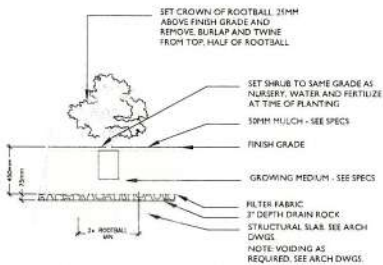 SET CROWN OF ROOTBALL 25MM
ABOVE FINISH GRADE AND
REMOVE, BURLAP AND TWINE
FROM TOP, HALF OF ROOTBALL
SET SHRUB TO SAME GRADE AS
NURSERY, WATER AND FERTILIZE
AT TIME OF PLANTING
50MM MULCH - SEE SPECS
FINISH GRADE
450mm
GROWING MEDIUM - SEE SPECS
75mm
FILTER FABRIC
3" DEPTH DRAIN ROCK
STRUCTURAL SLAB. SEE ARCH
DWGS.
NOTE: VOIDING AS
REQUIRED, SEE ARCH DWGS.
2x ROOTBALL
MIN.